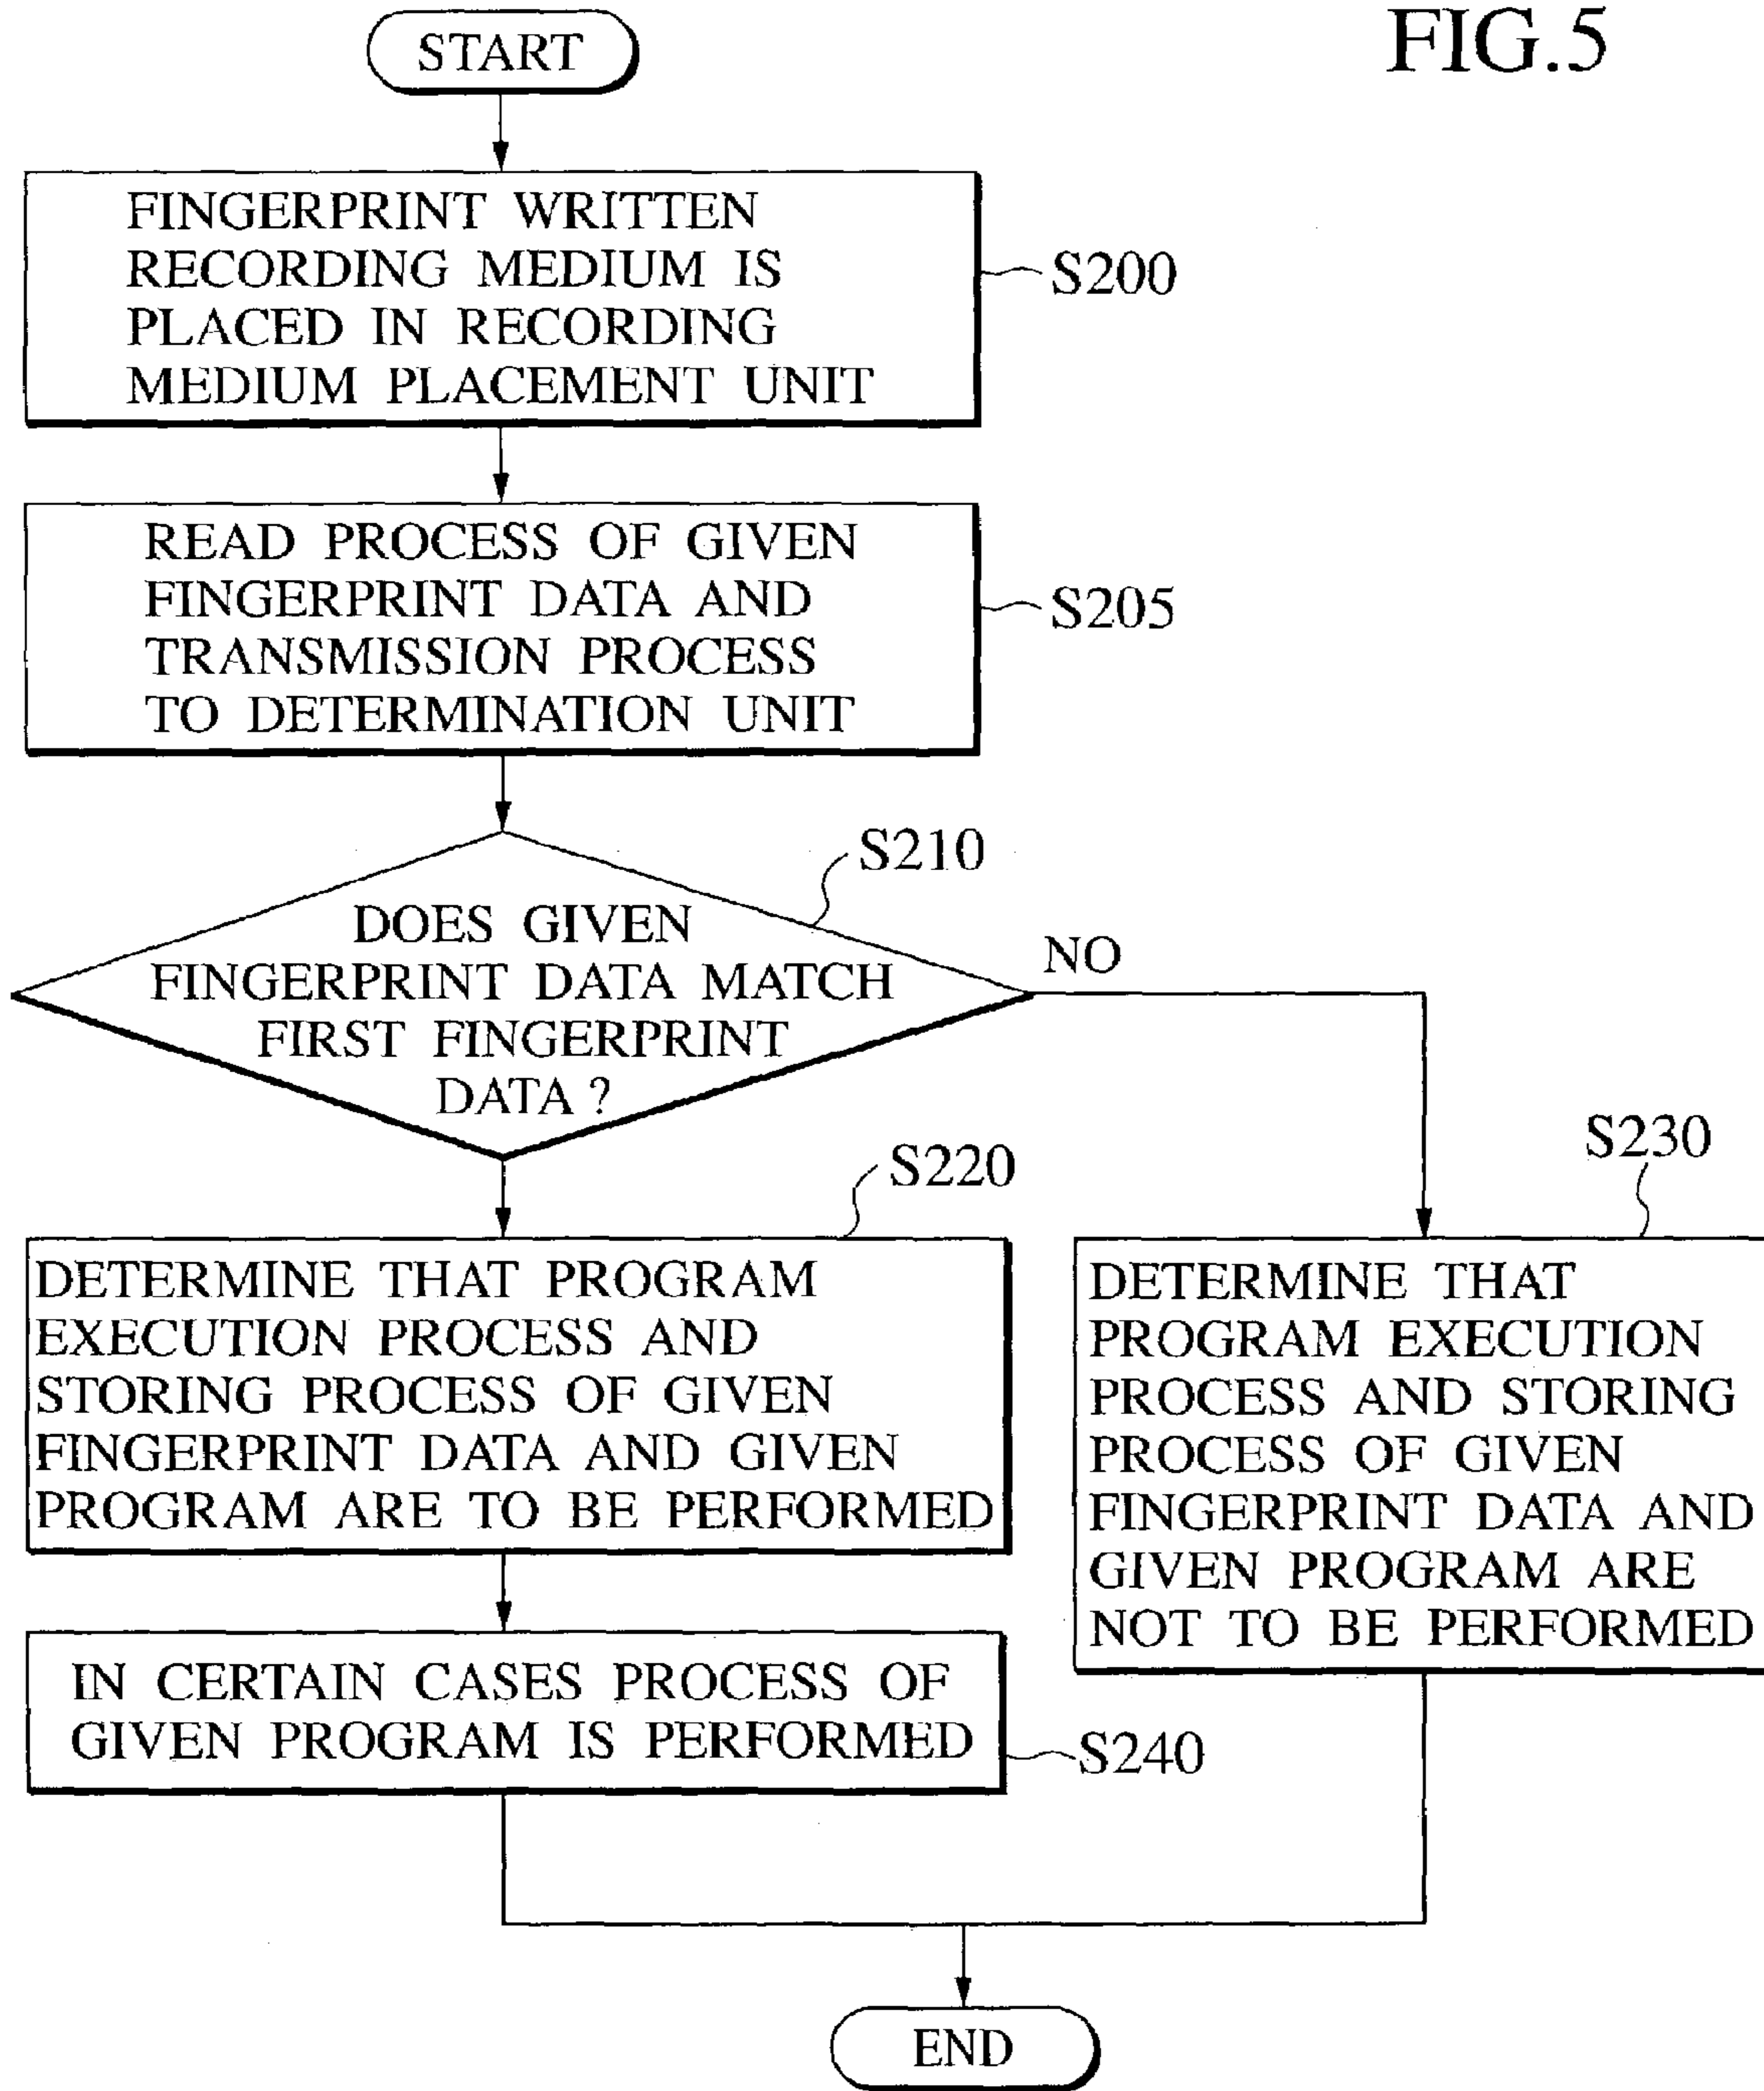 FIG.5
START
FINGERPRINT WRITTEN
RECORDING MEDIUM IS
PLACED IN RECORDING
MEDIUM PLACEMENT UNIT
S200
READ PROCESS OF GIVEN
FINGERPRINT DATA AND
TRANSMISSION PROCESS
TO DETERMINATION UNIT
S205
S210
DOES GIVEN
FINGERPRINT DATA MATCH
FIRST FINGERPRINT
DATA ?
NO
S220
DETERMINE THAT PROGRAM
EXECUTION PROCESS AND
STORING PROCESS OF GIVEN
FINGERPRINT DATA AND GIVEN
PROGRAM ARE TO BE PERFORMED
S230
DETERMINE THAT
PROGRAM EXECUTION
PROCESS AND STORING
PROCESS OF GIVEN
FINGERPRINT DATA AND
GIVEN PROGRAM ARE
NOT TO BE PERFORMED
IN CERTAIN CASES PROCESS OF
GIVEN PROGRAM IS PERFORMED
S240
END